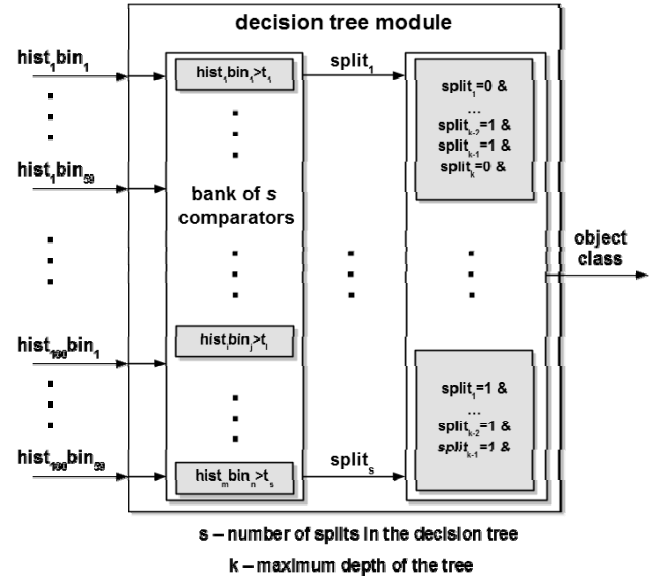 decision tree module
hist₁bin₁
hist₁bin₁>t₁
split₁
split₁=0 &
...
splitₖ₋₂=1 &
splitₖ₋₁=1 &
splitₖ=0 &
hist₁bin₅₉
bank of s
comparators
object
class
hist₁₀₀bin₁
histᵢbinⱼ>tₗ
split₁=1 &
...
splitₖ₋₂=1 &
splitₖ₋₁=1 &
hist₁₀₀bin₅₉
histₘbinₙ>tₛ
splitₛ
s – number of splits in the decision tree
k – maximum depth of the tree